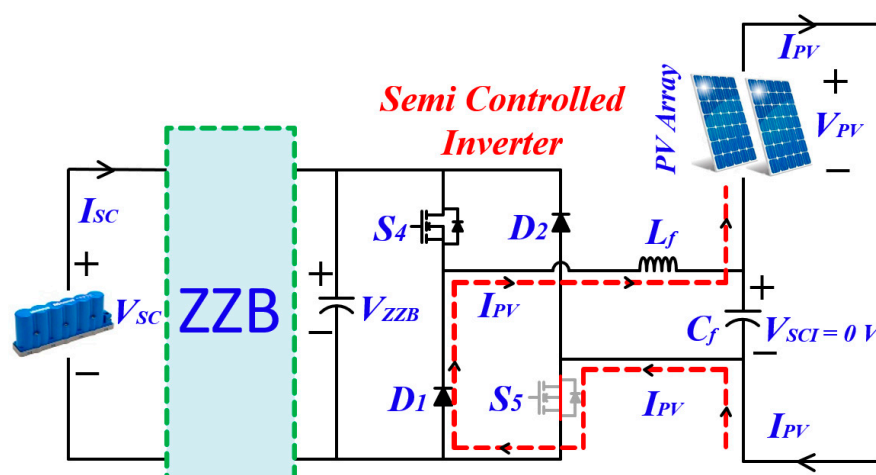 I_PV
Semi Controlled
Inverter
PV Array
+
V_PV
−
I_SC
S_4
D_2
L_f
+
V_SC
−
ZZB
+
V_ZZB
−
I_PV
+
C_f
V_SCI = 0 V
−
D_1
S_5
I_PV
I_PV